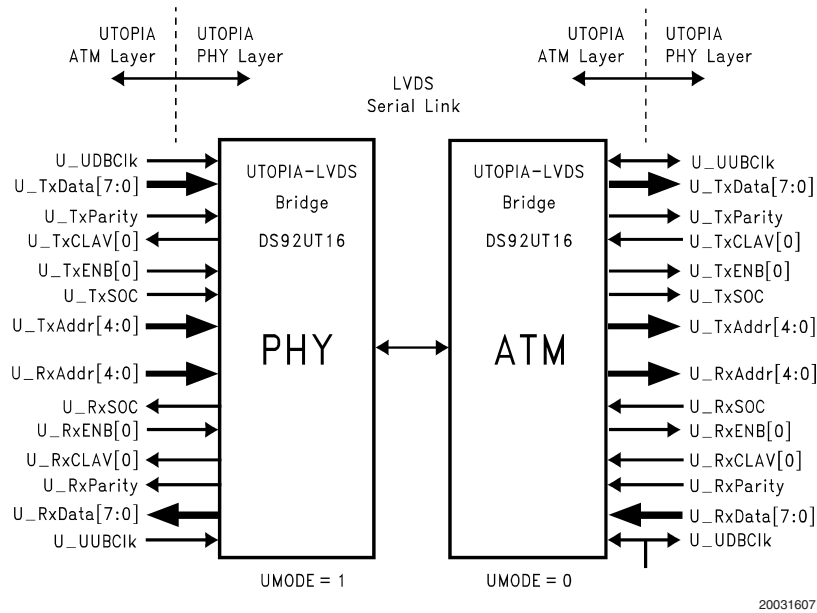 UTOPIA
ATM Layer
UTOPIA
PHY Layer
LVDS
Serial Link
UTOPIA
ATM Layer
UTOPIA
PHY Layer
U_UDBClk
U_TxData[7:0]
U_TxParity
U_TxCLAV[0]
U_TxENB[0]
U_TxSOC
U_TxAddr[4:0]
U_RxAddr[4:0]
U_RxSOC
U_RxENB[0]
U_RxCLAV[0]
U_RxParity
U_RxData[7:0]
U_UUBClk
UTOPIA-LVDS
Bridge
DS92UT16
PHY
UMODE = 1
UTOPIA-LVDS
Bridge
DS92UT16
ATM
UMODE = 0
U_UUBClk
U_TxData[7:0]
U_TxParity
U_TxCLAV[0]
U_TxENB[0]
U_TxSOC
U_TxAddr[4:0]
U_RxAddr[4:0]
U_RxSOC
U_RxENB[0]
U_RxCLAV[0]
U_RxParity
U_RxData[7:0]
U_UDBClk
20031607